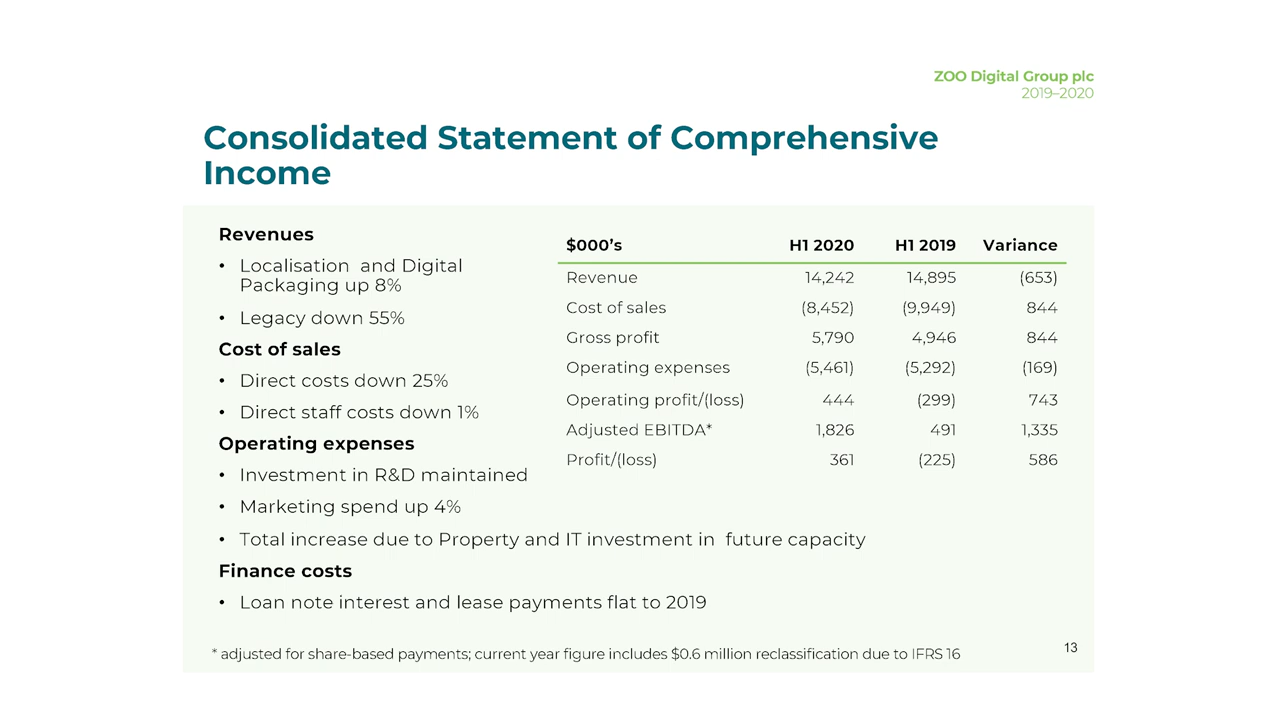 ZOO Digital Group plc
2019–2020
Consolidated Statement of Comprehensive
Income
Revenues
• Localisation and Digital
Packaging up 8%
• Legacy down 55%
Cost of sales
• Direct costs down 25%
• Direct staff costs down 1%
Operating expenses
• Investment in R&D maintained
• Marketing spend up 4%
• Total increase due to Property and IT investment in future capacity
Finance costs
• Loan note interest and lease payments flat to 2019
$000’s H1 2020 H1 2019 Variance
Revenue 14,242 14,895 (653)
Cost of sales (8,452) (9,949) 844
Gross profit 5,790 4,946 844
Operating expenses (5,461) (5,292) (169)
Operating profit/(loss) 444 (299) 743
Adjusted EBITDA* 1,826 491 1,335
Profit/(loss) 361 (225) 586
* adjusted for share-based payments; current year figure includes $0.6 million reclassification due to IFRS 16
13